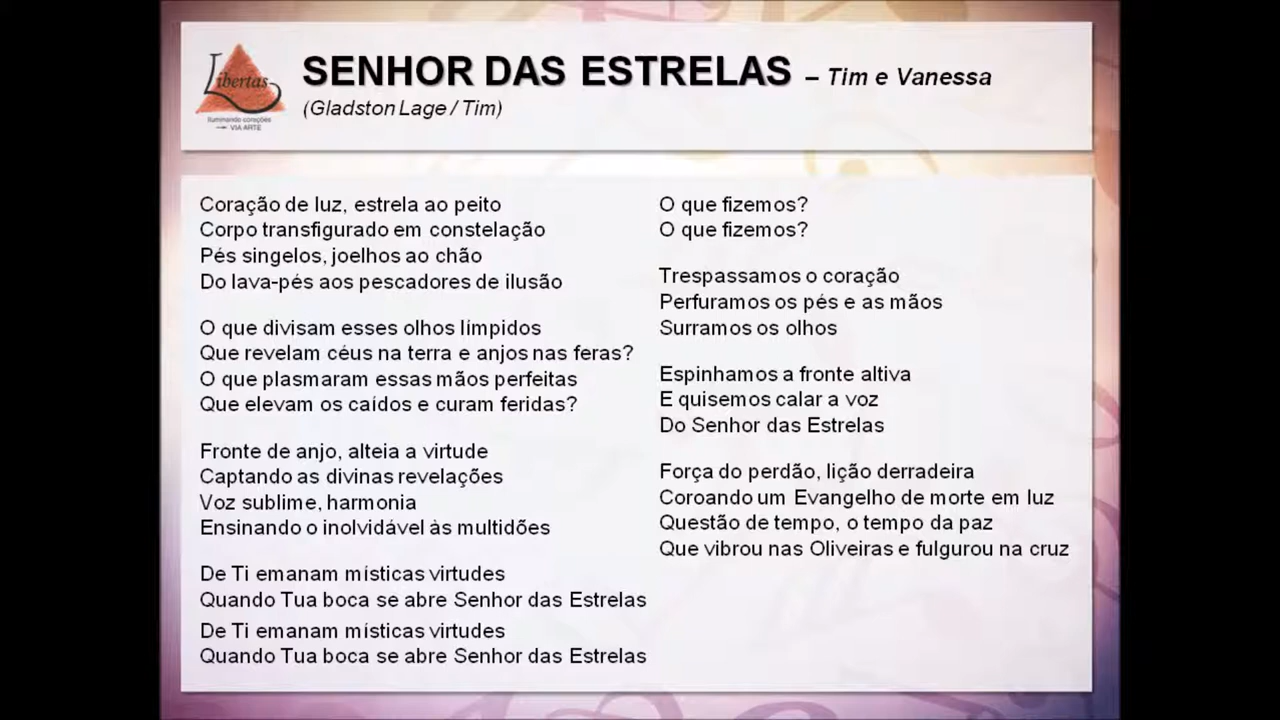 Libertas
Iluminando corações
VIA ARTE
SENHOR DAS ESTRELAS – Tim e Vanessa
(Gladston Lage / Tim)
Coração de luz, estrela ao peito
Corpo transfigurado em constelação
Pés singelos, joelhos ao chão
Do lava-pés aos pescadores de ilusão
O que divisam esses olhos límpidos
Que revelam céus na terra e anjos nas feras?
O que plasmaram essas mãos perfeitas
Que elevam os caídos e curam feridas?
Fronte de anjo, alteia a virtude
Captando as divinas revelações
Voz sublime, harmonia
Ensinando o inolvidável às multidões
De Ti emanam místicas virtudes
Quando Tua boca se abre Senhor das Estrelas
De Ti emanam místicas virtudes
Quando Tua boca se abre Senhor das Estrelas
O que fizemos?
O que fizemos?
Trespassamos o coração
Perfuramos os pés e as mãos
Surramos os olhos
Espinhamos a fronte altiva
E quisemos calar a voz
Do Senhor das Estrelas
Força do perdão, lição derradeira
Coroando um Evangelho de morte em luz
Questão de tempo, o tempo da paz
Que vibrou nas Oliveiras e fulgurou na cruz